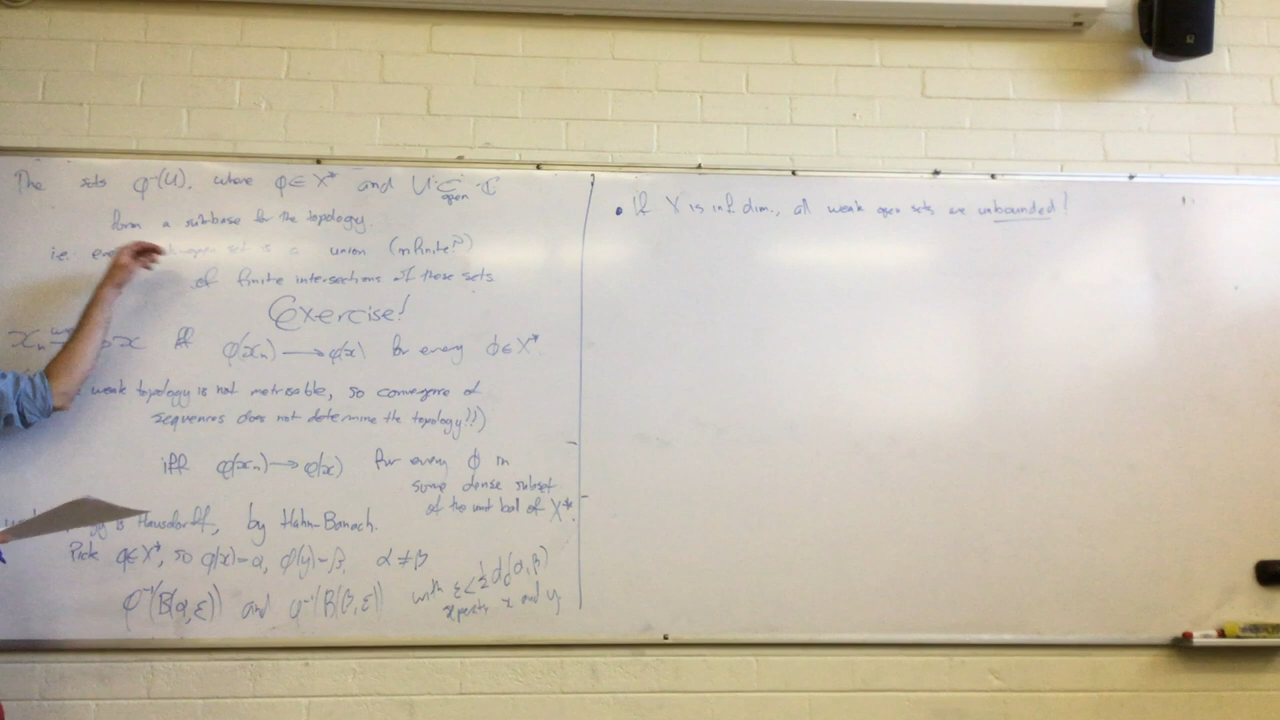 The sets φ⁻¹(U), where φ ∈ X* and U ⊂ ℂ
open
form a subbase for the topology.
i.e. every weak-open set is a union (infinite?)
of finite intersections of these sets
Exercise!
xₙ → x iff φ(xₙ) → φ(x) for every φ ∈ X*
weak topology is not metrisable, so convergence of
sequences does not determine the topology!!)
iff φ(xₙ) → φ(x) for every φ in
some dense subset
of the unit ball of X*.
is Hausdorff, by Hahn-Banach.
Pick φ ∈ X*, so φ(x) = α, φ(y) = β, α ≠ β
φ⁻¹(B(α, ε)) and φ⁻¹(B(β, ε)) with ε < ½ d(α, β)
x and y
• If X is inf. dim., all weak open sets are unbounded!